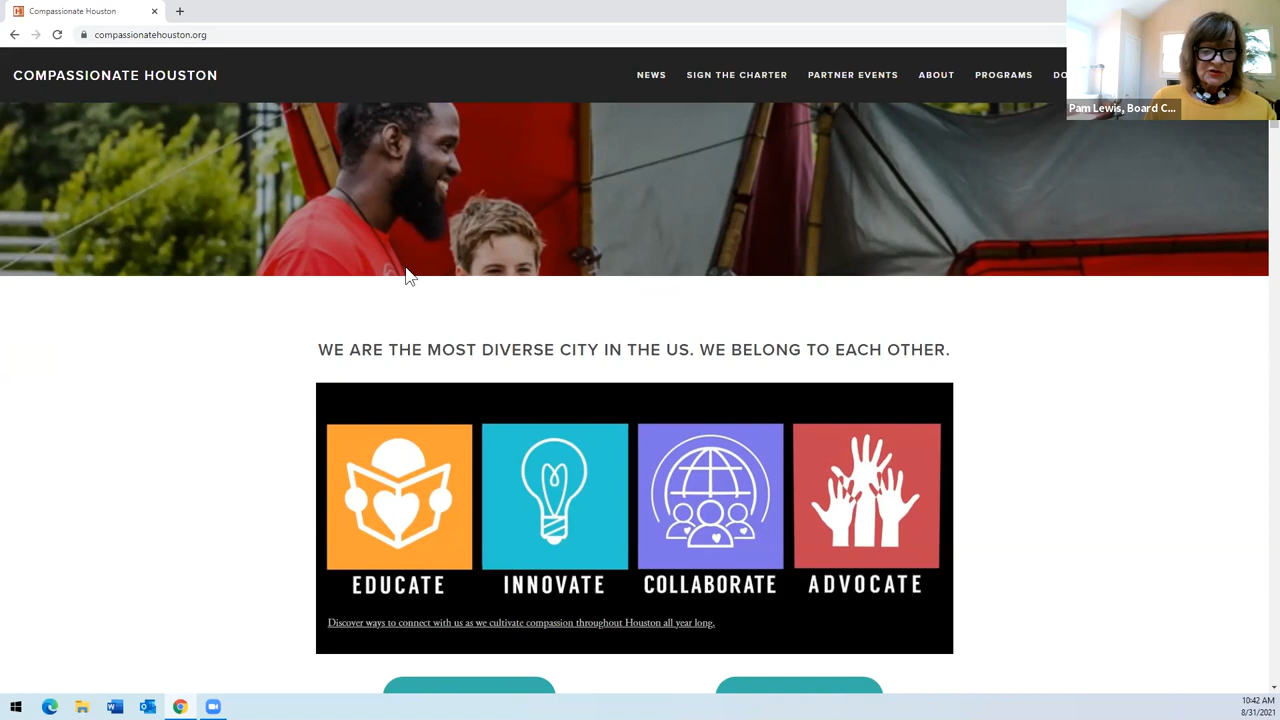 Compassionate Houston
compassionatehouston.org
COMPASSIONATE HOUSTON
NEWS SIGN THE CHARTER PARTNER EVENTS ABOUT PROGRAMS DO
Pam Lewis, Board C...
WE ARE THE MOST DIVERSE CITY IN THE US. WE BELONG TO EACH OTHER.
EDUCATE INNOVATE COLLABORATE ADVOCATE
Discover ways to connect with us as we cultivate compassion throughout Houston all year long.
10:42 AM
8/31/2021